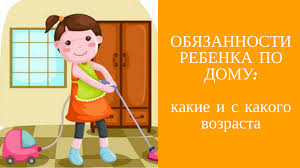 ОБЯЗАННОСТИ
РЕБЕНКА ПО
ДОМУ:
какие и с какого
возраста